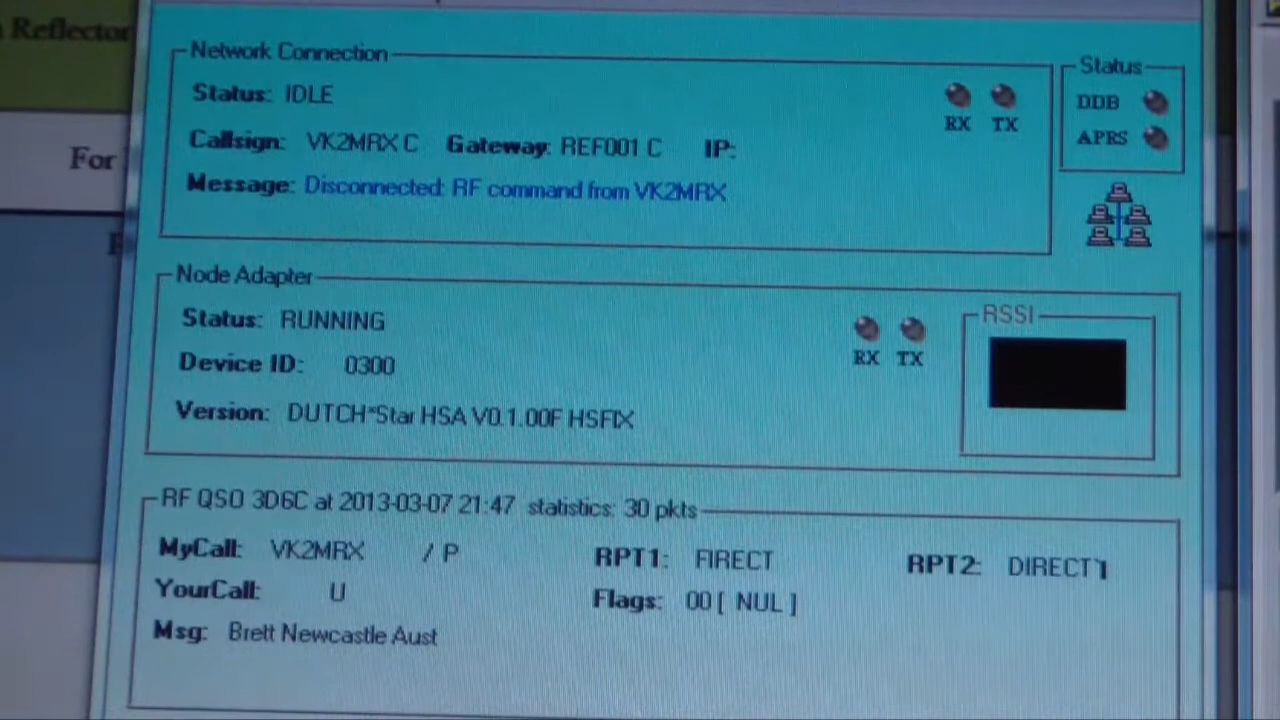 Reflector
For
Network Connection
Status: IDLE
RX TX
Callsign: VK2MRX C Gateway: REF001 C IP:
Message: Disconnected: RF command from VK2MRX
Status
DDB
APRS
Node Adapter
Status: RUNNING
RX TX
Device ID: 0300
Version: DUTCH*Star HSA V0.1.00F HSFIX
RSSI
RF QSO 3D6C at 2013-03-07 21:47 statistics: 30 pkts
MyCall: VK2MRX / P RPT1: FIRECT RPT2: DIRECT1
YourCall: U Flags: 00 [ NUL ]
Msg: Brett Newcastle Aust